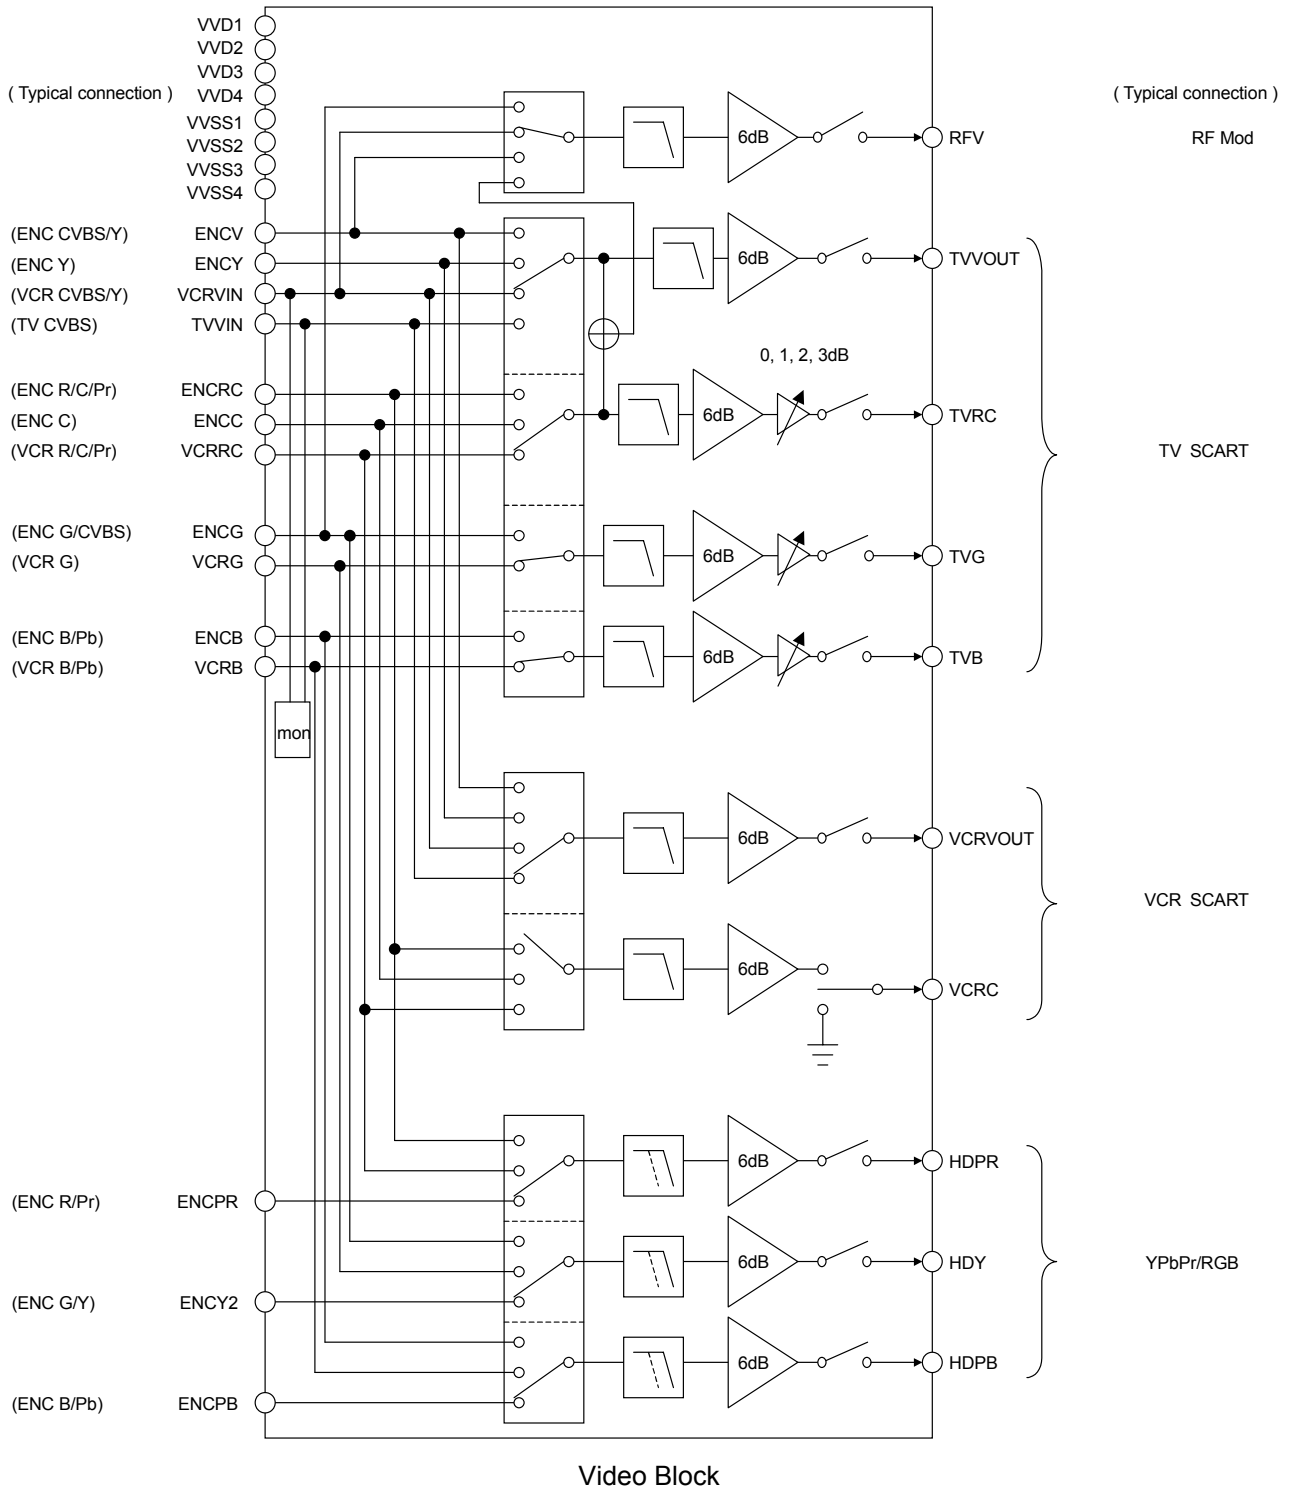 VVD1
VVD2
VVD3
( Typical connection ) VVD4 ( Typical connection )
VVSS1
VVSS2
6dB RFV RF Mod
VVSS3
VVSS4
(ENC CVBS/Y) ENCV
(ENC Y) ENCY 6dB TVVOUT
(VCR CVBS/Y) VCRVIN
(TV CVBS) TVVIN
0, 1, 2, 3dB
(ENC R/C/Pr) ENCRC
(ENC C) ENCC 6dB TVRC
(VCR R/C/Pr) VCRRC TV SCART
(ENC G/CVBS) ENCG
(VCR G) VCRG 6dB TVG
(ENC B/Pb) ENCB
(VCR B/Pb) VCRB 6dB TVB
mon
6dB VCRVOUT
VCR SCART
6dB VCRC
6dB HDPR
(ENC R/Pr) ENCPR
6dB HDY YPbPr/RGB
(ENC G/Y) ENCY2
6dB HDPB
(ENC B/Pb) ENCPB
Video Block